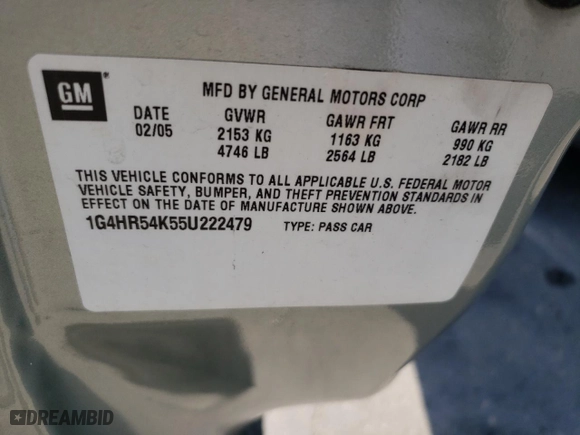 GM
MFD BY GENERAL MOTORS CORP
DATE GVWR GAWR FRT GAWR RR
02/05 2153 KG 1163 KG 990 KG
4746 LB 2564 LB 2182 LB
THIS VEHICLE CONFORMS TO ALL APPLICABLE U.S. FEDERAL MOTOR
VEHICLE SAFETY, BUMPER, AND THEFT PREVENTION STANDARDS IN
EFFECT ON THE DATE OF MANUFACTURE SHOWN ABOVE.
1G4HR54K55U222479 TYPE: PASS CAR
DREAMBID